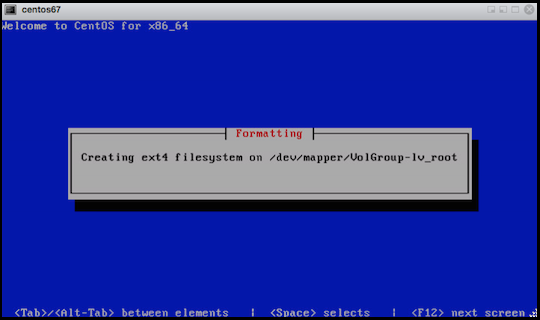 centos67
Welcome to CentOS for x86_64
Formatting
Creating ext4 filesystem on /dev/mapper/VolGroup-lv_root
<Tab>/<Alt-Tab> between elements | <Space> selects | <F12> next screen